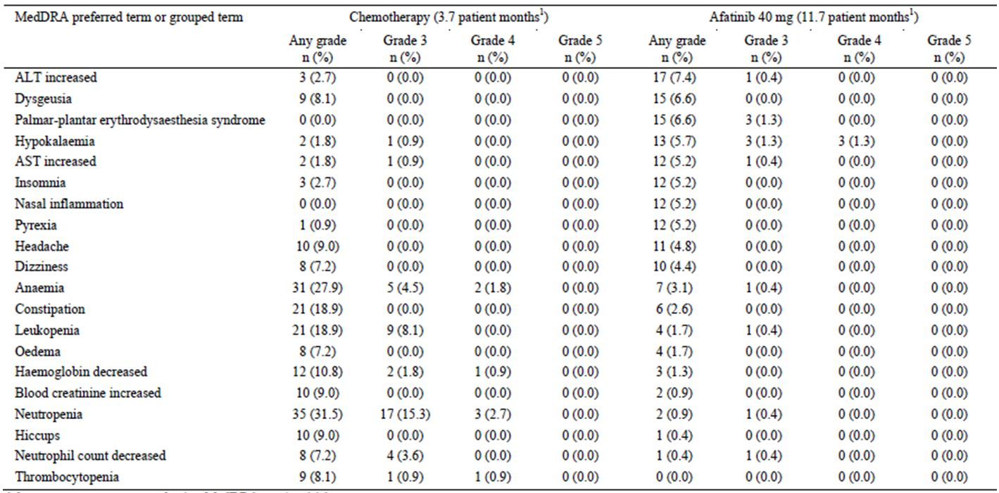 MedDRA preferred term or grouped term Chemotherapy (3.7 patient months¹) Afatinib 40 mg (11.7 patient months¹)
Any grade Grade 3 Grade 4 Grade 5 Any grade Grade 3 Grade 4 Grade 5
n (%) n (%) n (%) n (%) n (%) n (%) n (%) n (%)
ALT increased 3 (2.7) 0 (0.0) 0 (0.0) 0 (0.0) 17 (7.4) 1 (0.4) 0 (0.0) 0 (0.0)
Dysgeusia 9 (8.1) 0 (0.0) 0 (0.0) 0 (0.0) 15 (6.6) 0 (0.0) 0 (0.0) 0 (0.0)
Palmar-plantar erythrodysaesthesia syndrome 0 (0.0) 0 (0.0) 0 (0.0) 0 (0.0) 15 (6.6) 3 (1.3) 0 (0.0) 0 (0.0)
Hypokalaemia 2 (1.8) 1 (0.9) 0 (0.0) 0 (0.0) 13 (5.7) 3 (1.3) 3 (1.3) 0 (0.0)
AST increased 2 (1.8) 1 (0.9) 0 (0.0) 0 (0.0) 12 (5.2) 1 (0.4) 0 (0.0) 0 (0.0)
Insomnia 3 (2.7) 0 (0.0) 0 (0.0) 0 (0.0) 12 (5.2) 0 (0.0) 0 (0.0) 0 (0.0)
Nasal inflammation 0 (0.0) 0 (0.0) 0 (0.0) 0 (0.0) 12 (5.2) 0 (0.0) 0 (0.0) 0 (0.0)
Pyrexia 1 (0.9) 0 (0.0) 0 (0.0) 0 (0.0) 12 (5.2) 0 (0.0) 0 (0.0) 0 (0.0)
Headache 10 (9.0) 0 (0.0) 0 (0.0) 0 (0.0) 11 (4.8) 0 (0.0) 0 (0.0) 0 (0.0)
Dizziness 8 (7.2) 0 (0.0) 0 (0.0) 0 (0.0) 10 (4.4) 0 (0.0) 0 (0.0) 0 (0.0)
Anaemia 31 (27.9) 5 (4.5) 2 (1.8) 0 (0.0) 7 (3.1) 1 (0.4) 0 (0.0) 0 (0.0)
Constipation 21 (18.9) 0 (0.0) 0 (0.0) 0 (0.0) 6 (2.6) 0 (0.0) 0 (0.0) 0 (0.0)
Leukopenia 21 (18.9) 9 (8.1) 0 (0.0) 0 (0.0) 4 (1.7) 1 (0.4) 0 (0.0) 0 (0.0)
Oedema 8 (7.2) 0 (0.0) 0 (0.0) 0 (0.0) 4 (1.7) 0 (0.0) 0 (0.0) 0 (0.0)
Haemoglobin decreased 12 (10.8) 2 (1.8) 1 (0.9) 0 (0.0) 3 (1.3) 0 (0.0) 0 (0.0) 0 (0.0)
Blood creatinine increased 10 (9.0) 0 (0.0) 0 (0.0) 0 (0.0) 2 (0.9) 0 (0.0) 0 (0.0) 0 (0.0)
Neutropenia 35 (31.5) 17 (15.3) 3 (2.7) 0 (0.0) 2 (0.9) 1 (0.4) 0 (0.0) 0 (0.0)
Hiccups 10 (9.0) 0 (0.0) 0 (0.0) 0 (0.0) 1 (0.4) 0 (0.0) 0 (0.0) 0 (0.0)
Neutrophil count decreased 8 (7.2) 4 (3.6) 0 (0.0) 0 (0.0) 1 (0.4) 1 (0.4) 0 (0.0) 0 (0.0)
Thrombocytopenia 9 (8.1) 1 (0.9) 1 (0.9) 0 (0.0) 0 (0.0) 0 (0.0) 0 (0.0) 0 (0.0)